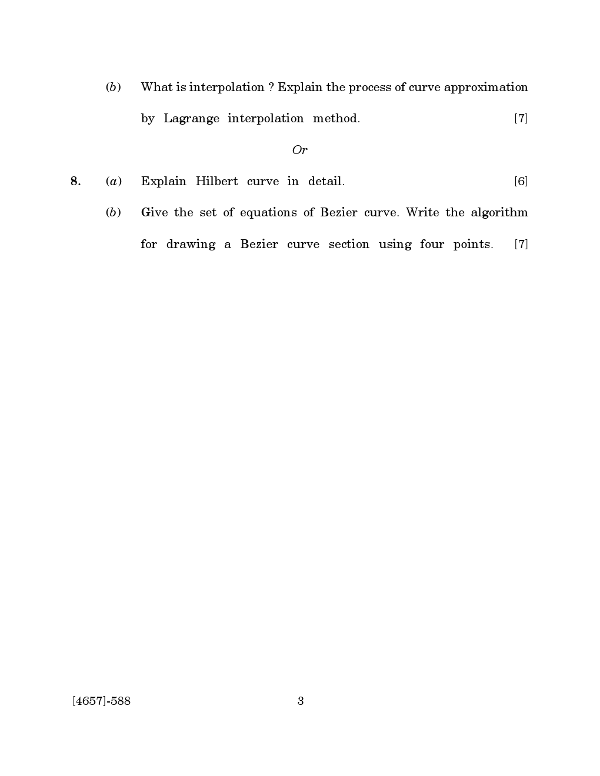 (b) What is interpolation ? Explain the process of curve approximation
by Lagrange interpolation method. [7]
Or
8. (a) Explain Hilbert curve in detail. [6]
(b) Give the set of equations of Bezier curve. Write the algorithm
for drawing a Bezier curve section using four points. [7]
[4657]-588 3